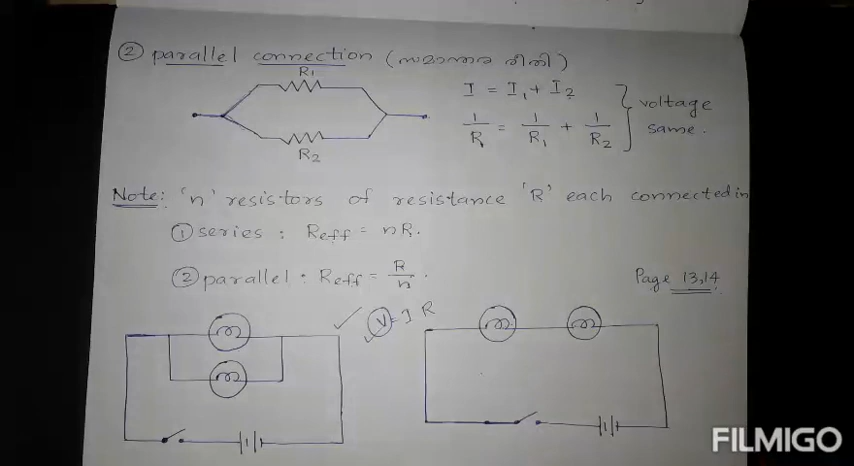 ② parallel connection (സമാന്തര രീതി)
R₁
R₂
I = I₁ + I₂
1/R = 1/R₁ + 1/R₂
} voltage same.
Note: 'n' resistors of resistance 'R' each connected in
① series : Reff = nR.
② parallel : Reff = R/n.
Page 13,14
V = I R
FILMIGO